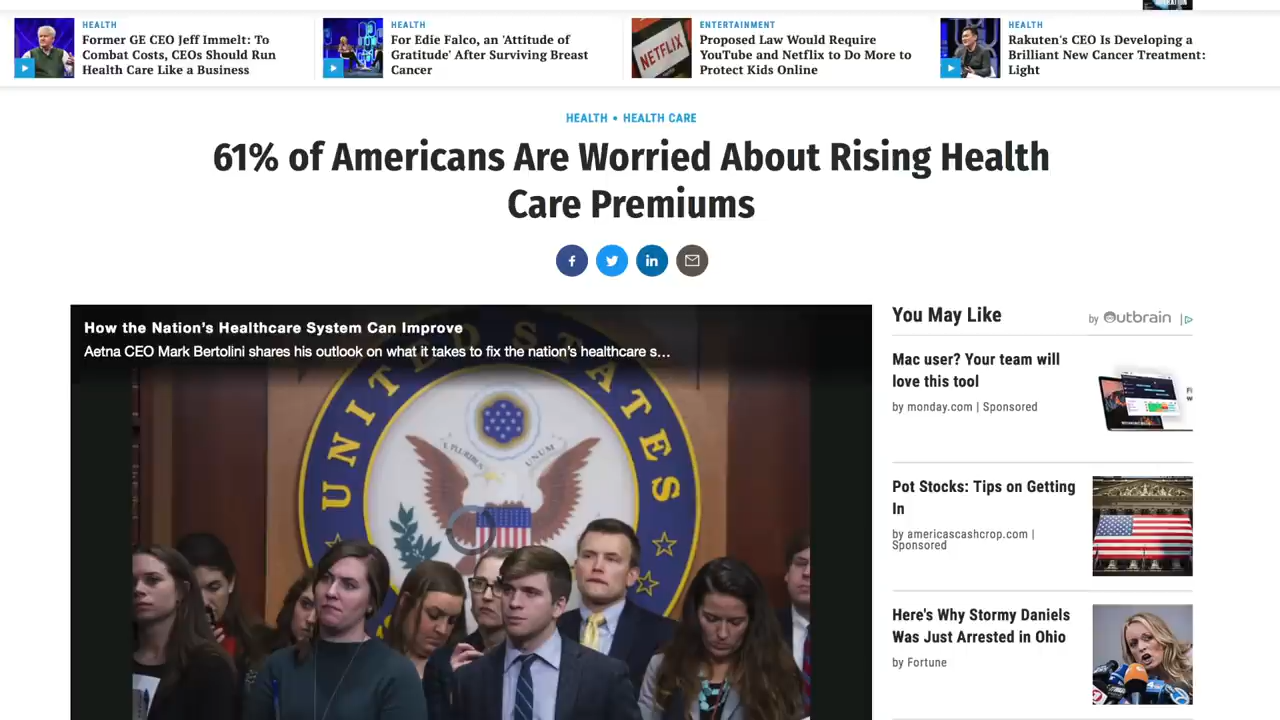 HEALTH
Former GE CEO Jeff Immelt: To
Combat Costs, CEOs Should Run
Health Care Like a Business
HEALTH
For Edie Falco, an 'Attitude of
Gratitude' After Surviving Breast
Cancer
NETFLIX
ENTERTAINMENT
Proposed Law Would Require
YouTube and Netflix to Do More to
Protect Kids Online
HEALTH
Rakuten's CEO Is Developing a
Brilliant New Cancer Treatment:
Light
HEALTH • HEALTH CARE
61% of Americans Are Worried About Rising Health
Care Premiums
f
in
How the Nation's Healthcare System Can Improve
Aetna CEO Mark Bertolini shares his outlook on what it takes to fix the nation's healthcare s...
UNITED STATES
E PLURIBUS UNUM
You May Like
by Outbrain
Mac user? Your team will
love this tool
by monday.com | Sponsored
Pot Stocks: Tips on Getting
In
by americascashcrop.com |
Sponsored
Here's Why Stormy Daniels
Was Just Arrested in Ohio
by Fortune